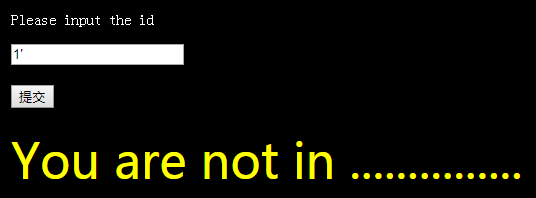 Please input the id
1'
提交
You are not in ...............